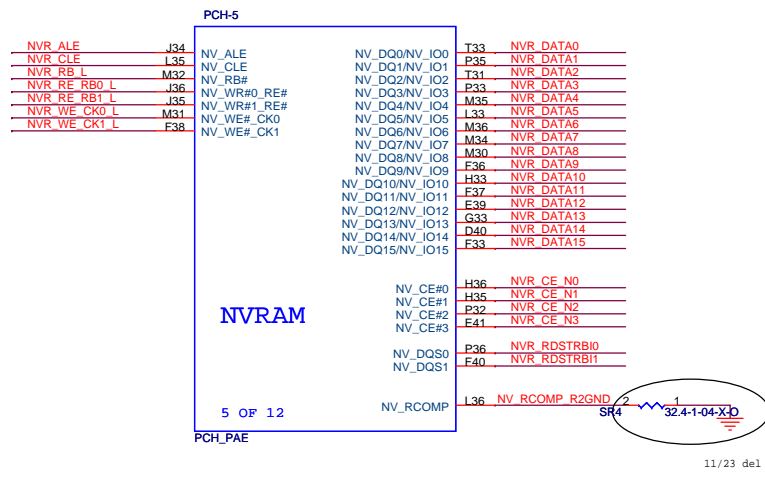 PCH-5
NVR_ALE J34 NV_ALE NV_DQ0/NV_IO0 T33 NVR_DATA0
NVR_CLE L35 NV_CLE NV_DQ1/NV_IO1 P35 NVR_DATA1
NVR_RB_L M32 NV_RB# NV_DQ2/NV_IO2 T31 NVR_DATA2
NVR_RE_RB0_L J36 NV_WR#0_RE# NV_DQ3/NV_IO3 P33 NVR_DATA3
NVR_RE_RB1_L J35 NV_WR#1_RE# NV_DQ4/NV_IO4 M35 NVR_DATA4
NVR_WE_CK0_L M31 NV_WE#_CK0 NV_DQ5/NV_IO5 L33 NVR_DATA5
NVR_WE_CK1_L F38 NV_WE#_CK1 NV_DQ6/NV_IO6 M36 NVR_DATA6
NV_DQ7/NV_IO7 M34 NVR_DATA7
NV_DQ8/NV_IO8 M30 NVR_DATA8
NV_DQ9/NV_IO9 F36 NVR_DATA9
NV_DQ10/NV_IO10 H33 NVR_DATA10
NV_DQ11/NV_IO11 F37 NVR_DATA11
NV_DQ12/NV_IO12 E39 NVR_DATA12
NV_DQ13/NV_IO13 G33 NVR_DATA13
NV_DQ14/NV_IO14 D40 NVR_DATA14
NV_DQ15/NV_IO15 F33 NVR_DATA15
NV_CE#0 H36 NVR_CE_N0
NV_CE#1 H35 NVR_CE_N1
NV_CE#2 P32 NVR_CE_N2
NV_CE#3 E41 NVR_CE_N3
NVRAM
NV_DQS0 P36 NVR_RDSTRBI0
NV_DQS1 F40 NVR_RDSTRBI1
NV_RCOMP L36 NV_RCOMP_R2GND 2 1
5 OF 12 SR4 32.4-1-04-X-O
PCH_PAE
11/23 del